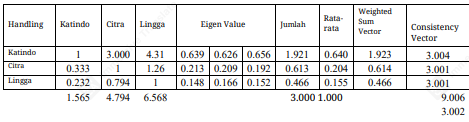 Handling Katindo Citra Lingga Eigen Value Jumlah Rata-rata Weighted Sum Vector Consistency Vector
Katindo 1 3.000 4.31 0.639 0.626 0.656 1.921 0.640 1.923 3.004
Citra 0.333 1 1.26 0.213 0.209 0.192 0.613 0.204 0.614 3.001
Lingga 0.232 0.794 1 0.148 0.166 0.152 0.466 0.155 0.466 3.001
1.565 4.794 6.568 3.000 1.000 9.006
3.002